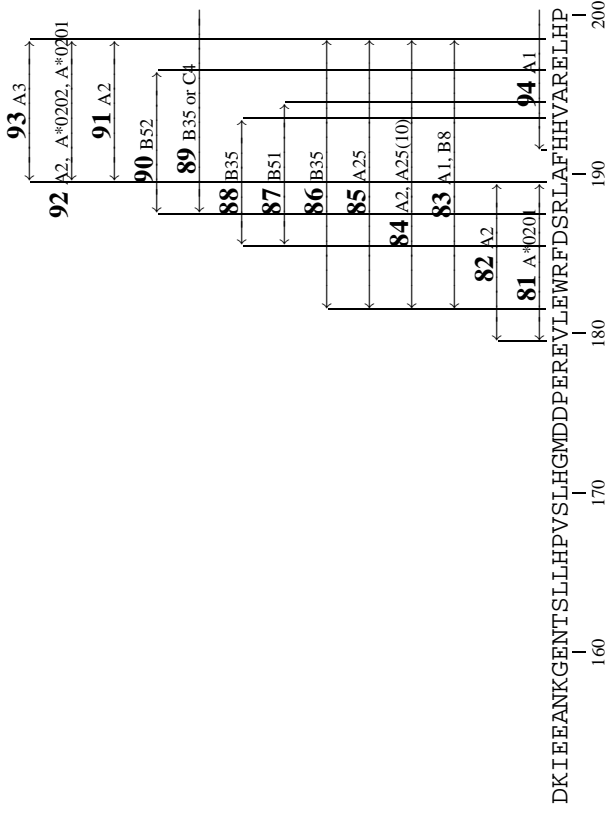 93 A3
92 A2, A*0202, A*0201
91 A2
90 B52
89 B35 or C4
88 B35
87 B51
86 B35
85 A25
84 A2, A25(10)
83 A1, B8
82 A2
81 A*0201 94 A1
DKIEEANKGENTSLLHPVSLHGMDDPEREVLEWRFDSRLAFHHVARELHP
160 170 180 190 200